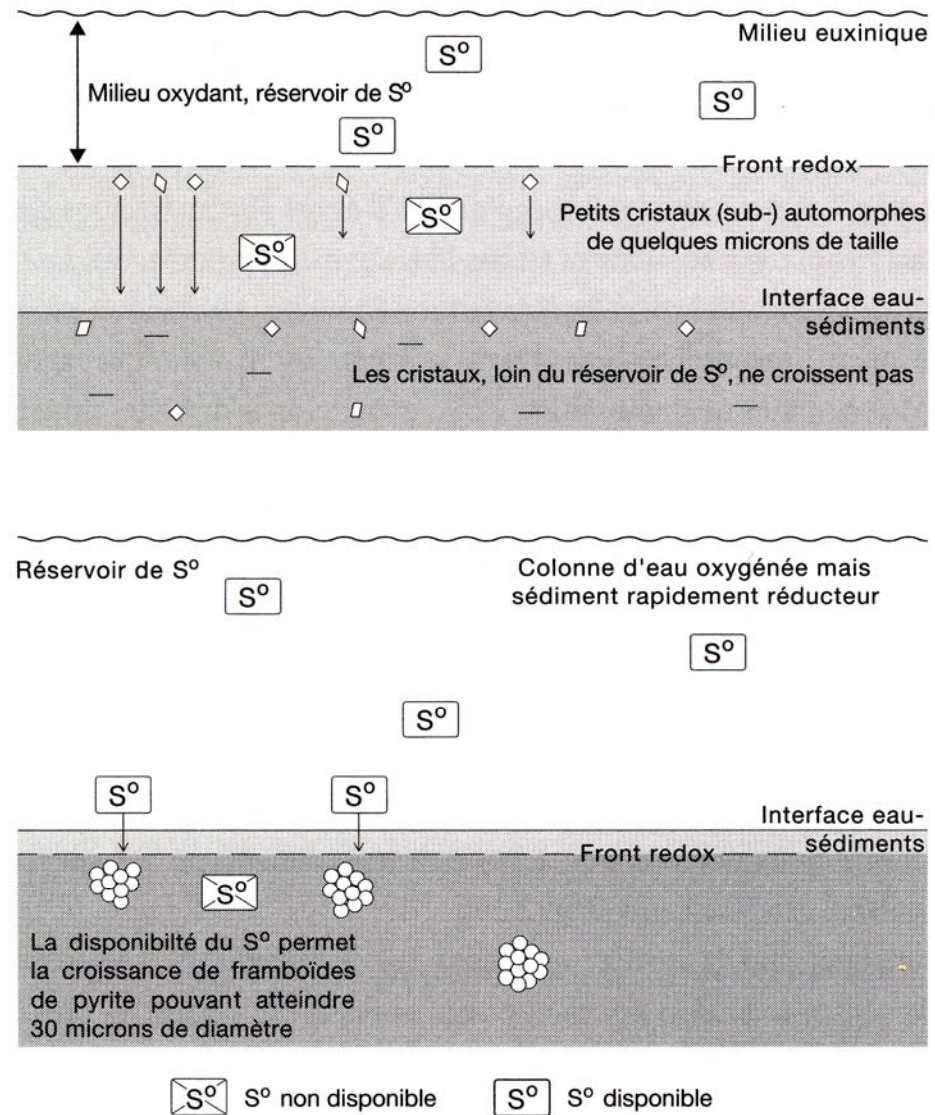 Milieu euxinique
S°
Milieu oxydant, réservoir de S°
S°
S°
Front redox
S°
Petits cristaux (sub-) automorphes
de quelques microns de taille
S°
Interface eau-
sédiments
Les cristaux, loin du réservoir de S°, ne croissent pas
Réservoir de S°
Colonne d'eau oxygénée mais
sédiment rapidement réducteur
S°
S°
S°
S°
S°
Interface eau-
sédiments
Front redox
S°
La disponibilté du S° permet
la croissance de framboïdes
de pyrite pouvant atteindre
30 microns de diamètre
S° S° non disponible
S° S° disponible